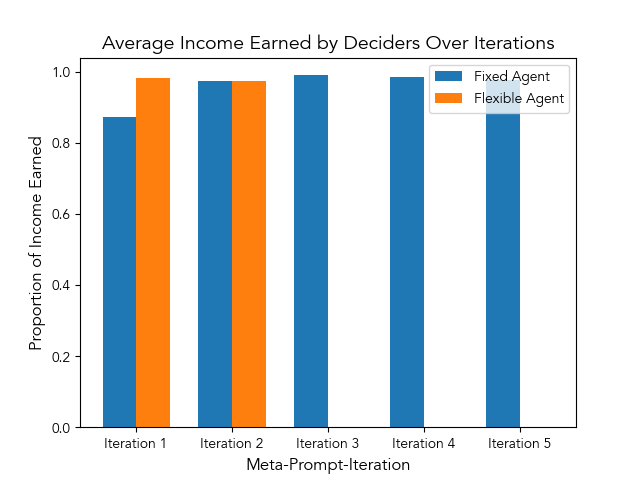 Average Income Earned by Deciders Over Iterations
Fixed Agent
Flexible Agent
1.0
0.8
0.6
0.4
0.2
0.0
Proportion of Income Earned
Iteration 1
Iteration 2
Iteration 3
Iteration 4
Iteration 5
Meta-Prompt-Iteration